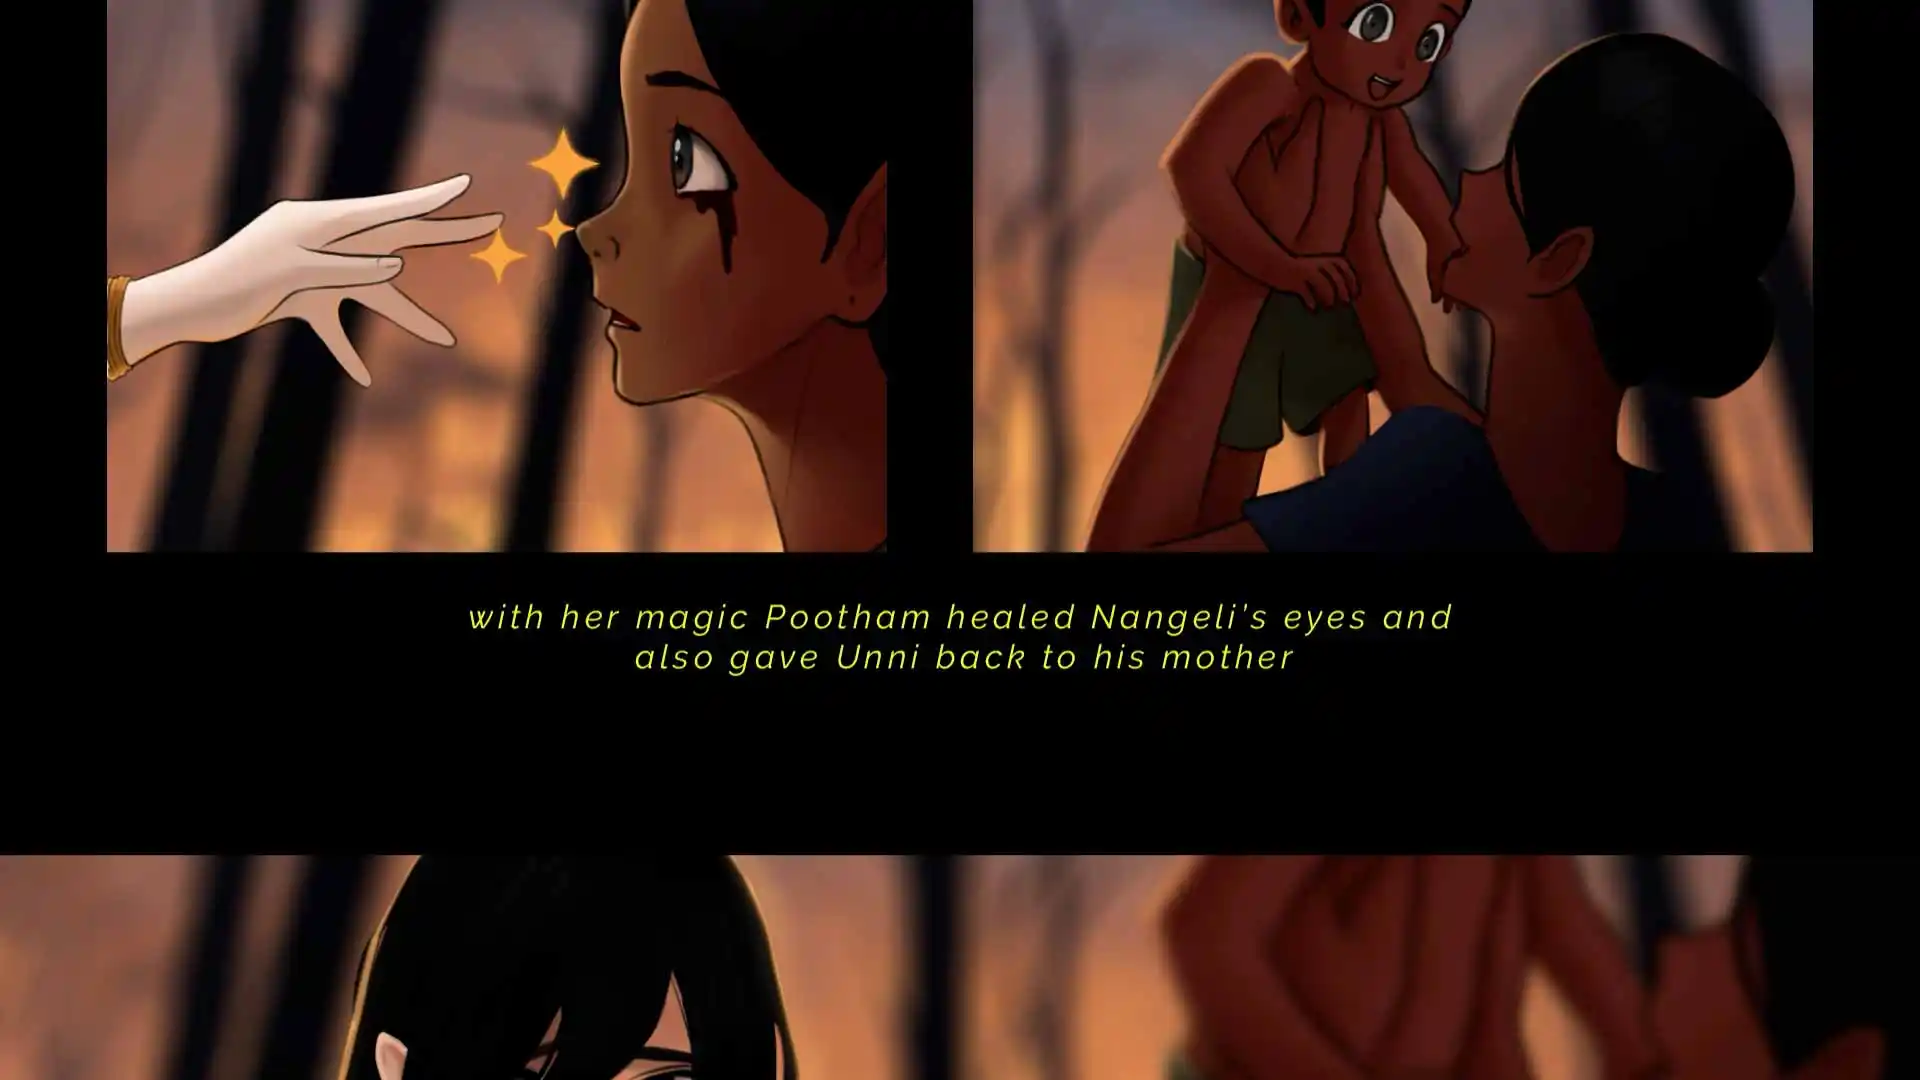 with her magic Pootham healed Nangeli's eyes and
also gave Unni back to his mother